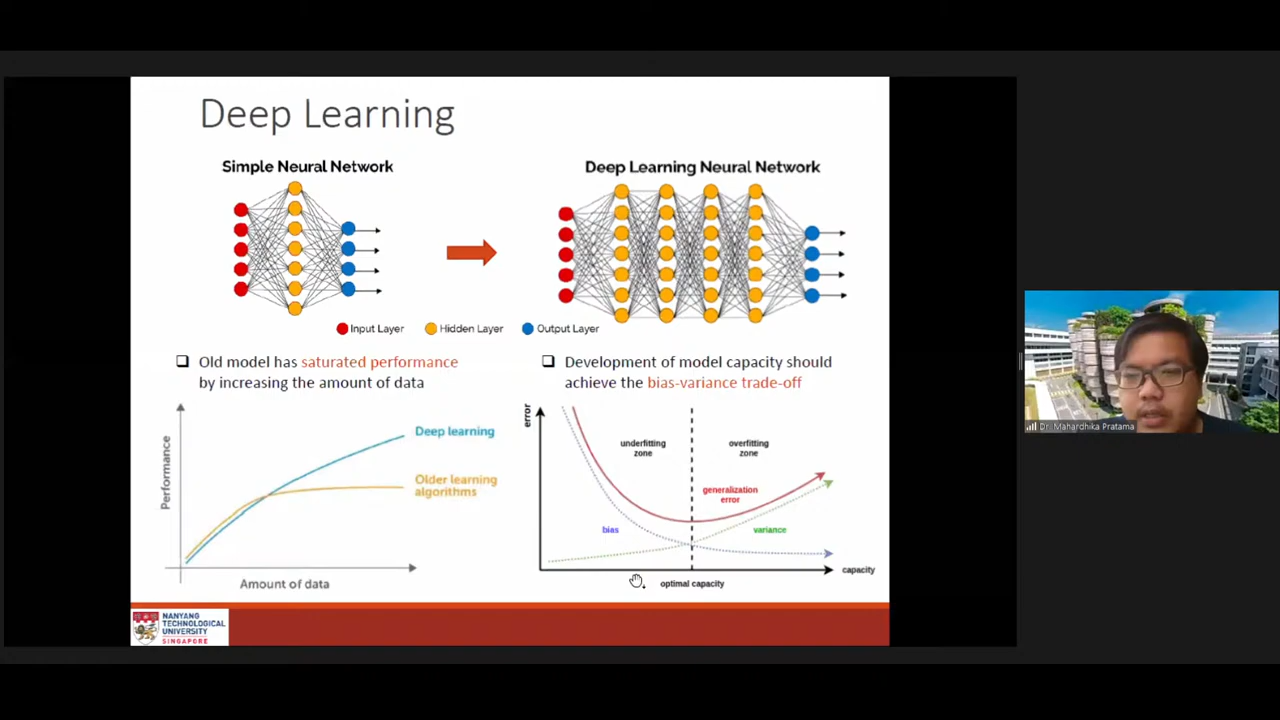 Deep Learning
Simple Neural Network
Deep Learning Neural Network
Input Layer
Hidden Layer
Output Layer
Old model has saturated performance
by increasing the amount of data
Development of model capacity should
achieve the bias-variance trade-off
Performance
Deep learning
Older learning
algorithms
Amount of data
error
underfitting
zone
overfitting
zone
generalization
error
bias
variance
capacity
optimal capacity
NANYANG
TECHNOLOGICAL
UNIVERSITY
SINGAPORE
Dr. Mahardhika Pratama